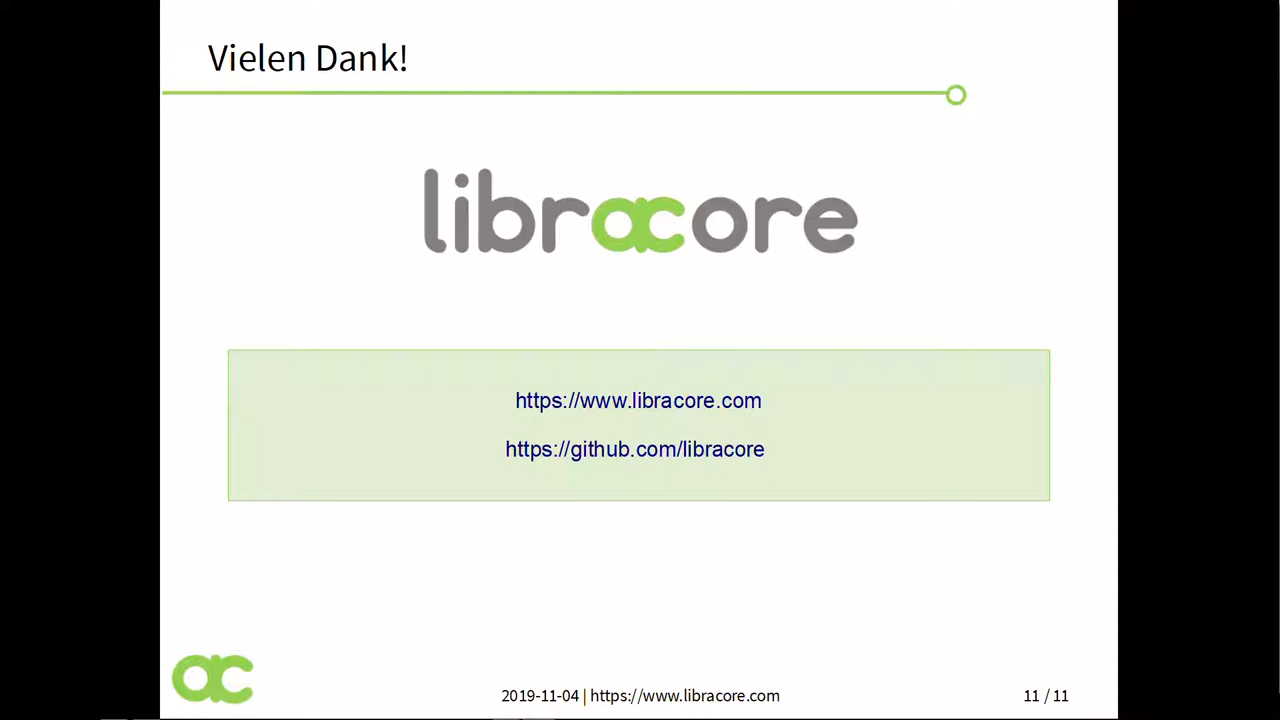 Vielen Dank!
libracore
https://www.libracore.com
https://github.com/libracore
ac
2019-11-04 | https://www.libracore.com
11 / 11